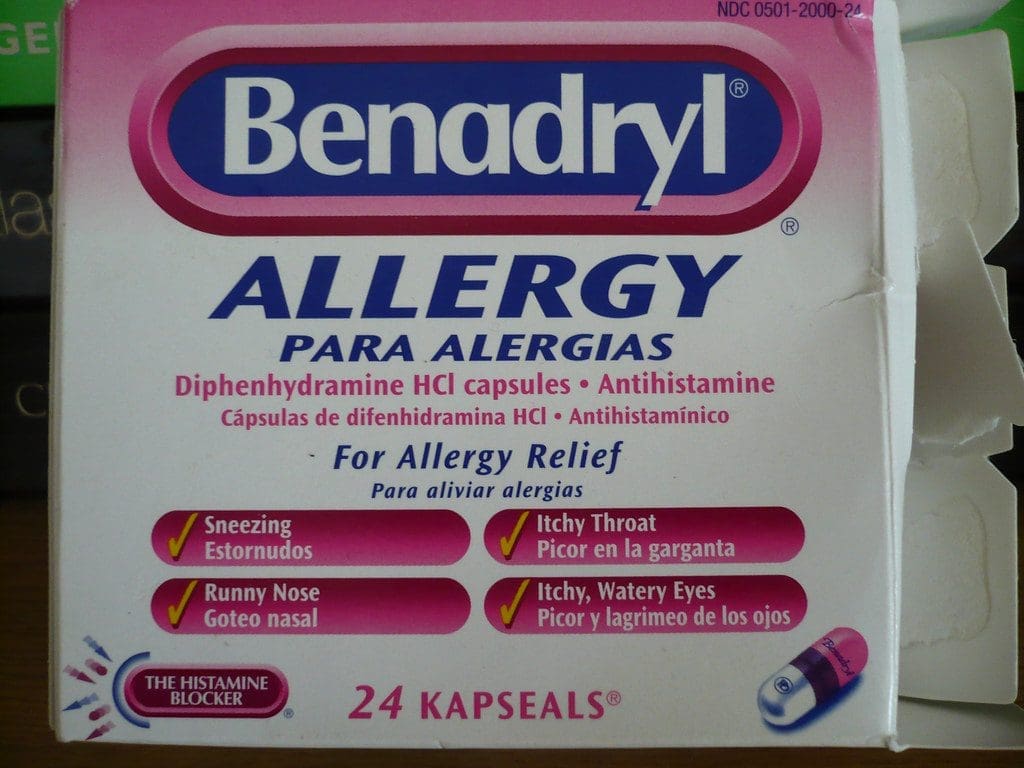 NDC 0501-2000-24
GE
Benadryl®
®
ALLERGY
PARA ALERGIAS
Diphenhydramine HCl capsules • Antihistamine
Cápsulas de difenhidramina HCl • Antihistamínico
For Allergy Relief
Para aliviar alergias
Sneezing
Estornudos
Itchy Throat
Picor en la garganta
Runny Nose
Goteo nasal
Itchy, Watery Eyes
Picor y lagrimeo de los ojos
THE HISTAMINE
BLOCKER
®
24 KAPSEALS®
Benadryl